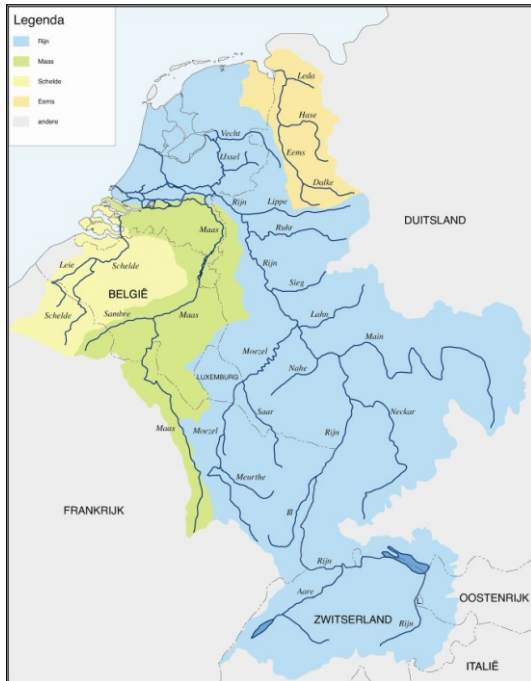 Legenda
Rijn
Maas
Schelde
Eems
andere
Leda
Hase
Vecht
IJssel
Eems
Dalke
Rijn
Lippe
DUITSLAND
Maas
Ruhr
Rijn
Leie
Schelde
BELGIË
Sieg
Schelde
Sambre
Maas
Lahn
Moezel
Main
Nahe
LUXEMBURG
Saar
Neckar
Maas
Moezel
Rijn
Meurthe
FRANKRIJK
Ill
Rijn
Aare
OOSTENRIJK
ZWITSERLAND
Rijn
ITALIË